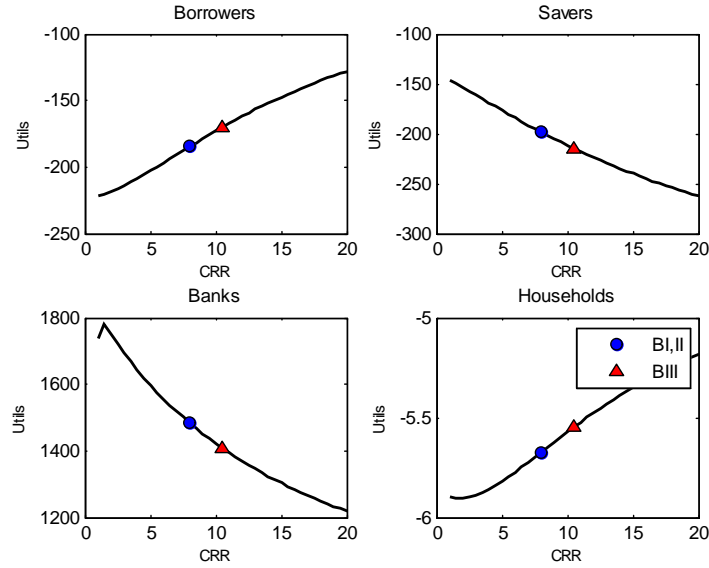 Borrowers
-100
-150
-200
-250
Utils
0 5 10 15 20
CRR
Savers
-100
-150
-200
-250
-300
Utils
0 5 10 15 20
CRR
Banks
1800
1600
1400
1200
Utils
0 5 10 15 20
CRR
Households
-5
-5.5
-6
Utils
0 5 10 15 20
CRR
BI,II
BIII